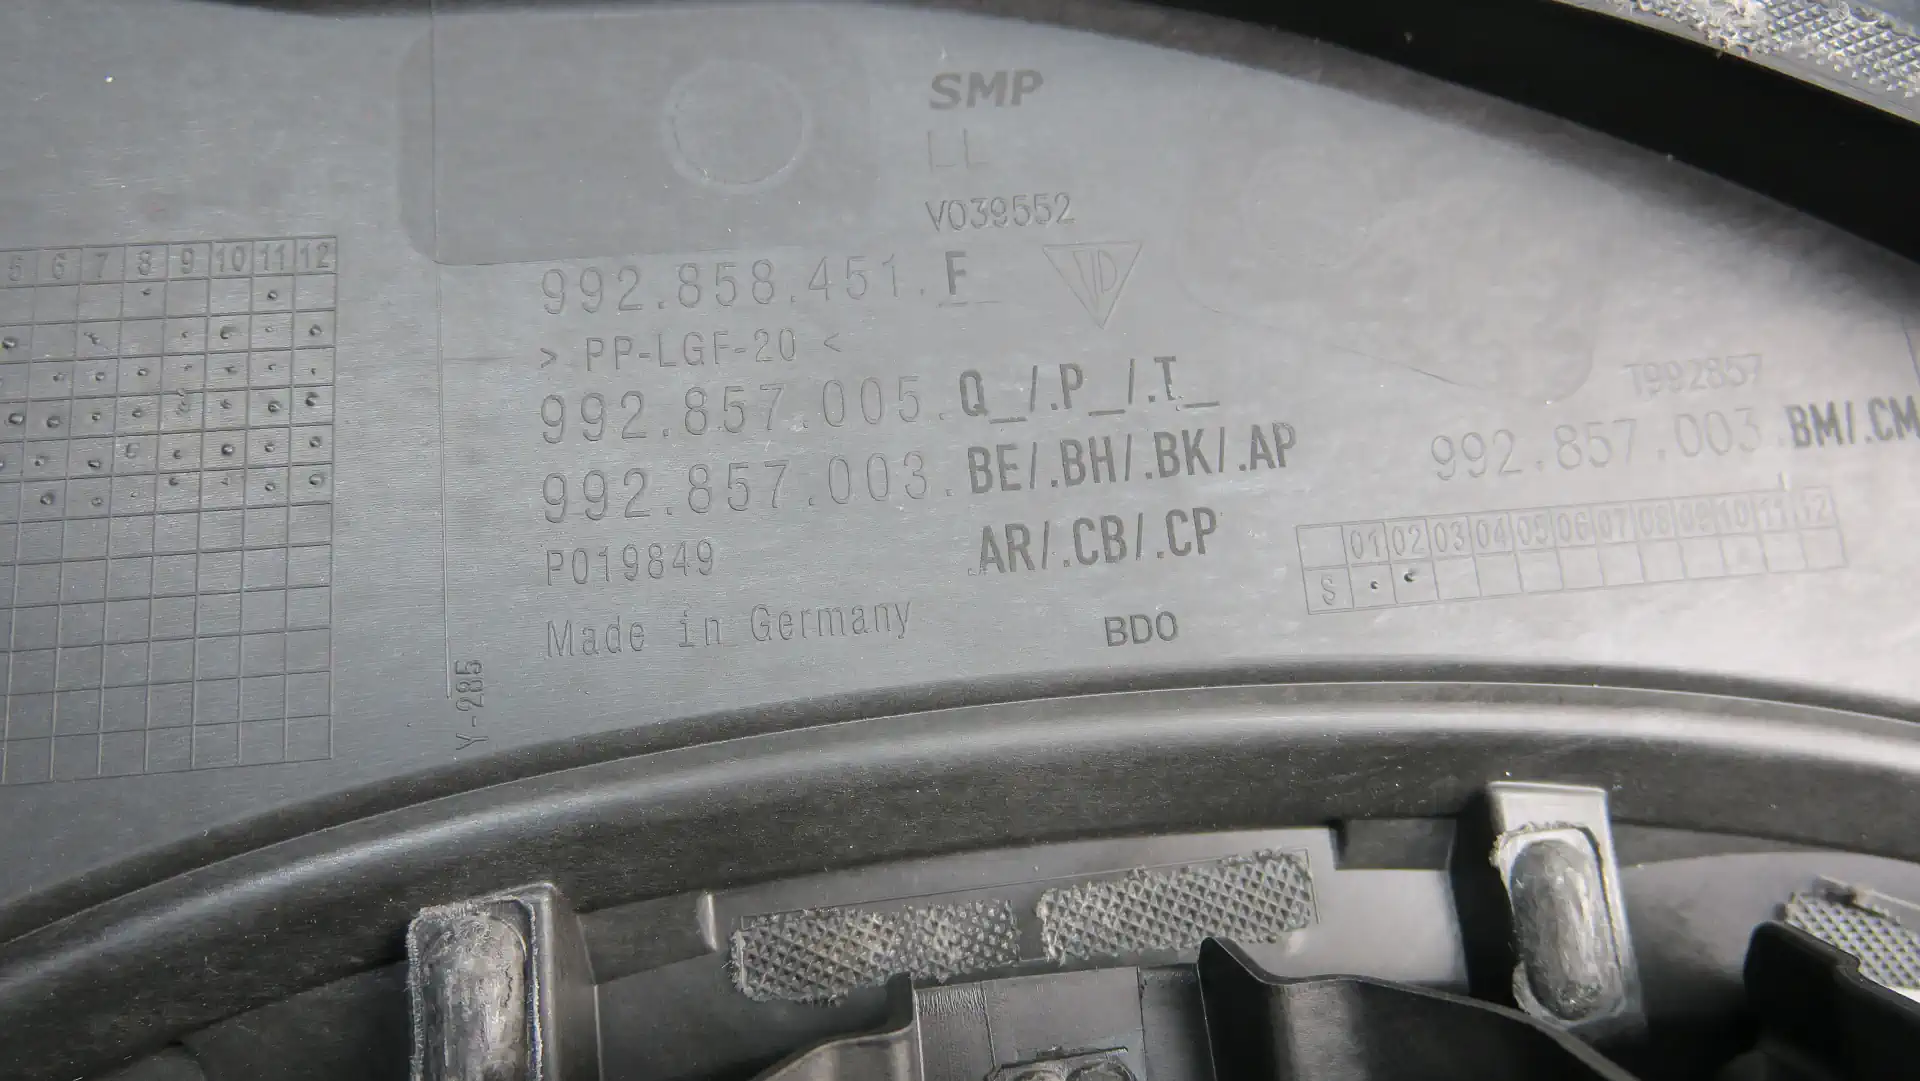 SMP
LL
V039552
992.858.451.F_
> PP-LGF-20 <
992.857.005.Q_/.P_/.T_
992.857.003.BE/.BH/.BK/.AP
.AR/.CB/.CP
P019849
Made in Germany
BDO
Y-285
5 6 7 8 9 10 11 12
T992857
992.857.003.BM/.CM
01 02 03 04 05 06 07 08 09 10 11 12
S